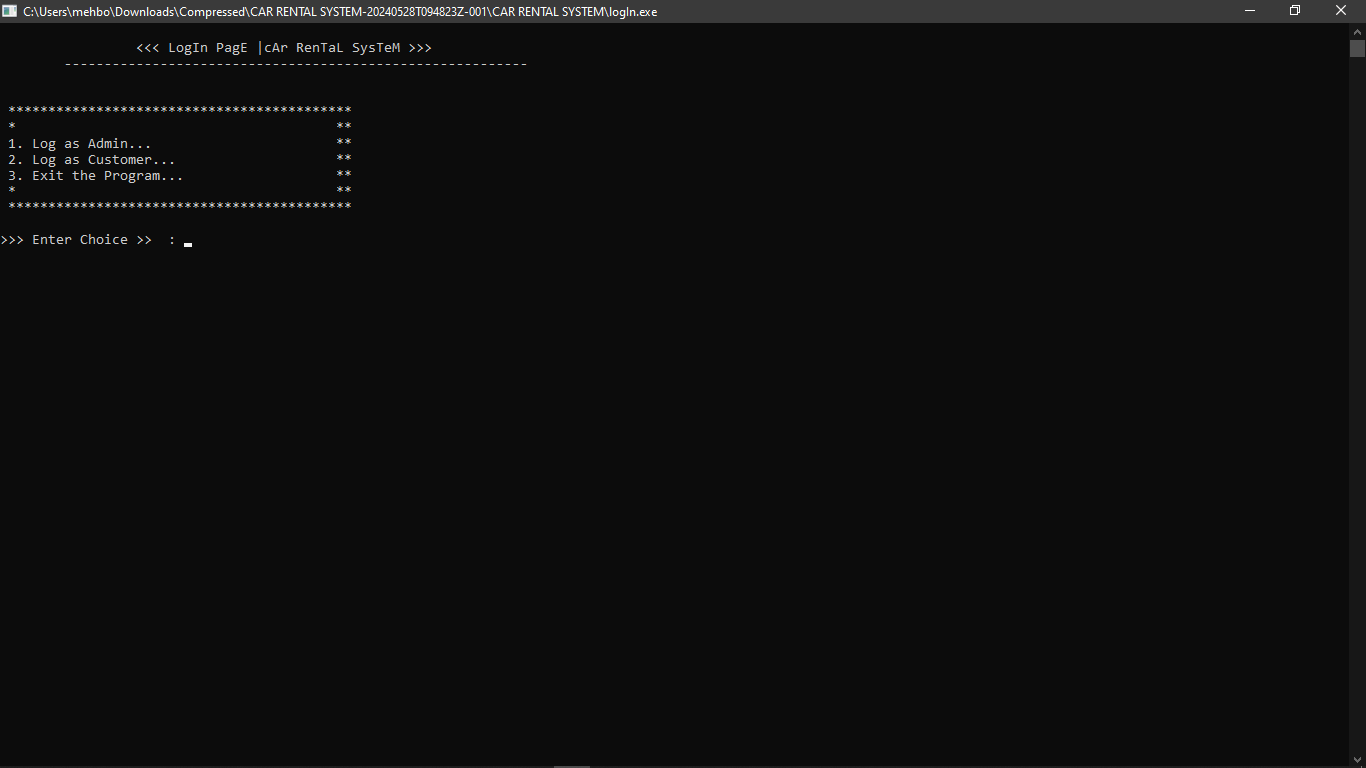 C:\Users\mehbo\Downloads\Compressed\CAR RENTAL SYSTEM-20240528T094823Z-001\CAR RENTAL SYSTEM\logIn.exe
<<< LogIn PagE |cAr RenTaL SysTeM >>>
----------------------------------------------------------
*******************************************
* **
1. Log as Admin... **
2. Log as Customer... **
3. Exit the Program... **
* **
*******************************************
>>> Enter Choice >>  :